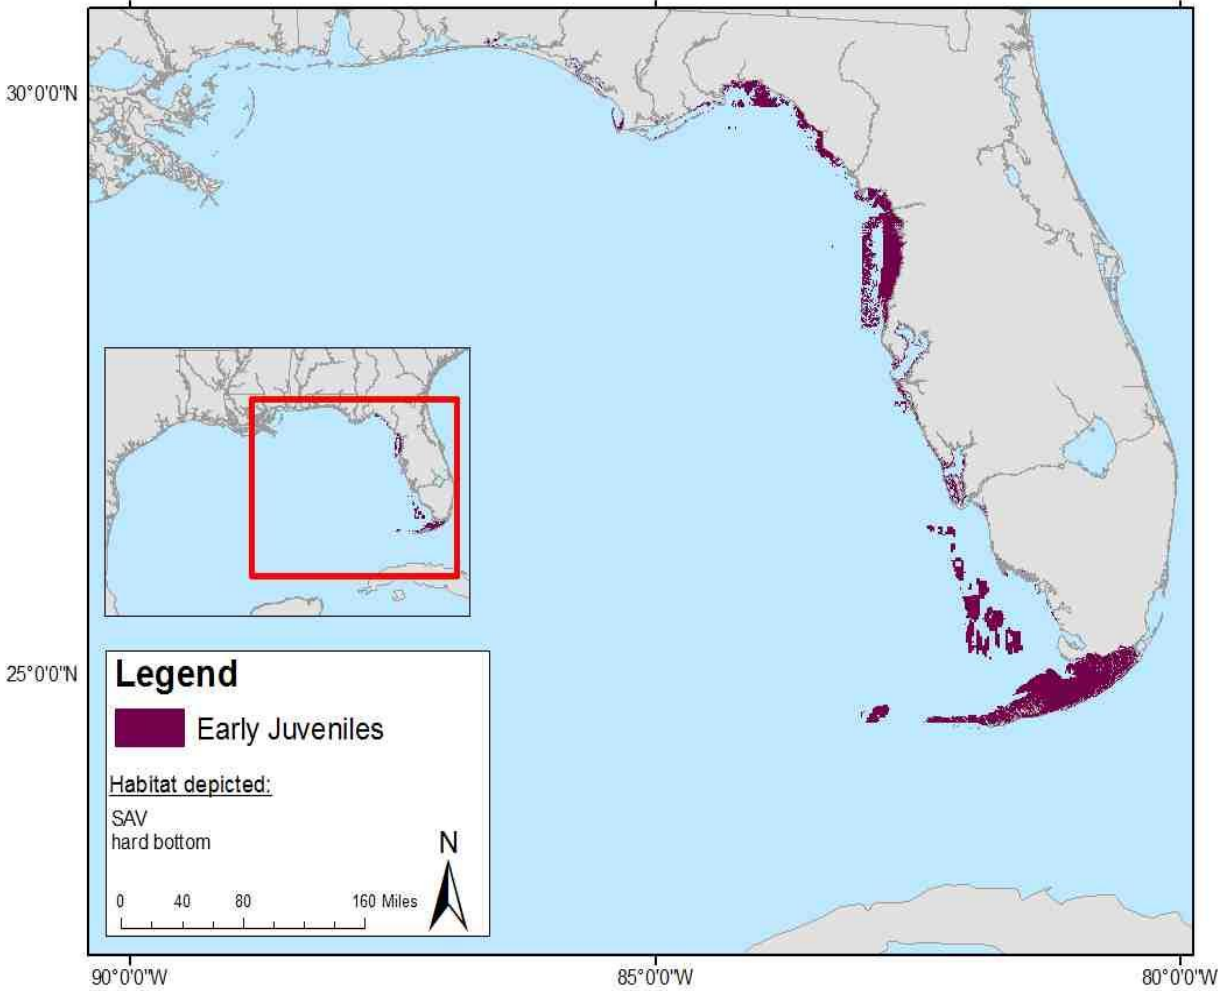 30°0'0"N
25°0'0"N
Legend
Early Juveniles
Habitat depicted:
SAV
hard bottom
N
0 40 80 160 Miles
90°0'0"W 85°0'0"W 80°0'0"W